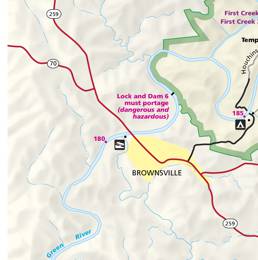 259
First Creek
First Creek
Temp
70
Houchins
Lock and Dam 6
must portage
(dangerous and
hazardous)
185
180
BROWNSVILLE
259
Green River